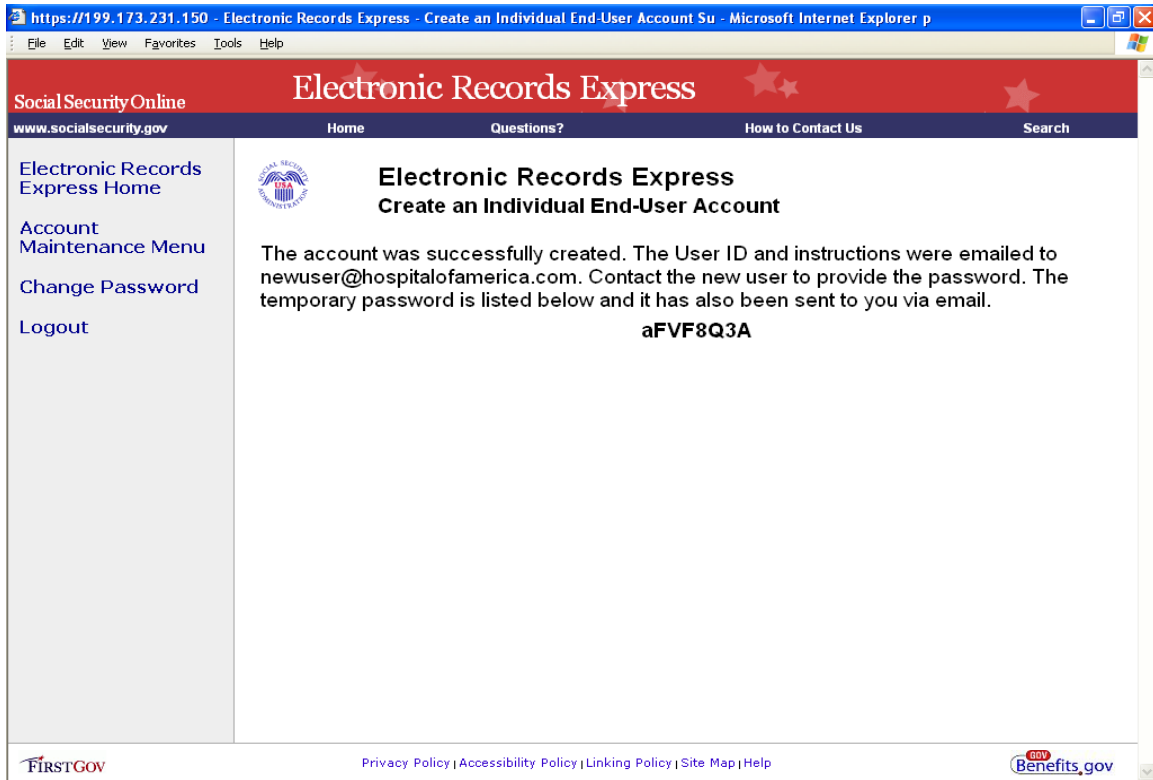 https://199.173.231.150 - Electronic Records Express - Create an Individual End-User Account Su - Microsoft Internet Explorer p
File Edit View Favorites Tools Help
Social Security Online
Electronic Records Express
www.socialsecurity.gov Home Questions? How to Contact Us Search
Electronic Records
Express Home
Account
Maintenance Menu
Change Password
Logout
SOCIAL SECURITY ADMINISTRATION
USA
Electronic Records Express
Create an Individual End-User Account
The account was successfully created. The User ID and instructions were emailed to
newuser@hospitalofamerica.com. Contact the new user to provide the password. The
temporary password is listed below and it has also been sent to you via email.
aFVF8Q3A
FIRSTGOV
Privacy Policy | Accessibility Policy | Linking Policy | Site Map | Help
GOV
Benefits.gov